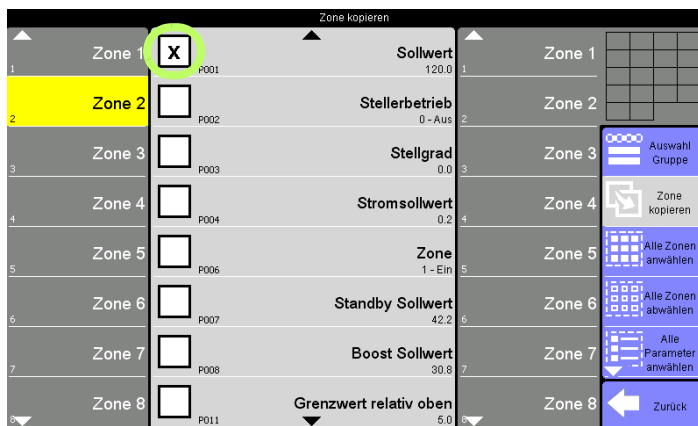 Zone kopieren
Zone 1
1
Zone 2
2
Zone 3
3
Zone 4
4
Zone 5
5
Zone 6
6
Zone 7
7
Zone 8
8
X
P001
Sollwert
120.0
P002
Stellerbetrieb
0 - Aus
P003
Stellgrad
0.0
P004
Stromsollwert
0.2
P006
Zone
1 - Ein
P007
Standby Sollwert
42.2
P008
Boost Sollwert
30.8
P011
Grenzwert relativ oben
5.0
Zone 1
1
Zone 2
2
Zone 3
3
Zone 4
4
Zone 5
5
Zone 6
6
Zone 7
7
Zone 8
8
Auswahl
Gruppe
Zone
kopieren
Alle Zonen
anwählen
Alle Zonen
abwählen
Alle
Parameter
anwählen
Zurück